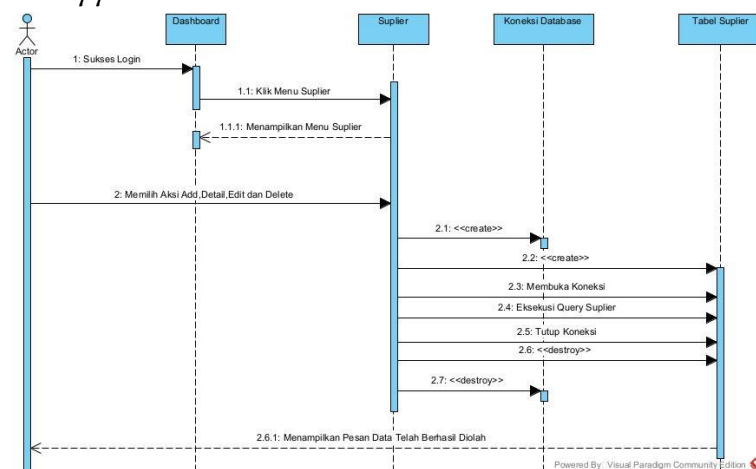 Dashboard
Suplier
Koneksi Database
Tabel Suplier
Actor
1: Sukses Login
1.1: Klik Menu Suplier
1.1.1: Menampilkan Menu Suplier
2: Memilih Aksi Add,Detail,Edit dan Delete
2.1: <<create>>
2.2: <<create>>
2.3: Membuka Koneksi
2.4: Eksekusi Query Suplier
2.5: Tutup Koneksi
2.6: <<destroy>>
2.7: <<destroy>>
2.6.1: Menampilkan Pesan Data Telah Berhasil Diolah
Powered By: Visual Paradigm Community Edition